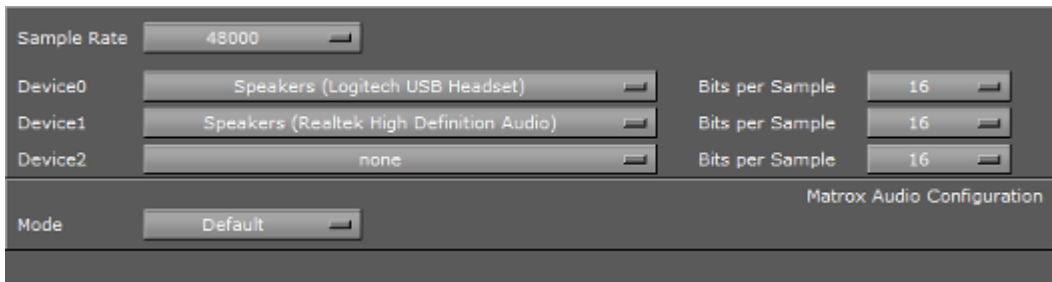 Sample Rate 48000
Device0 Speakers (Logitech USB Headset) Bits per Sample 16
Device1 Speakers (Realtek High Definition Audio) Bits per Sample 16
Device2 none Bits per Sample 16
Matrox Audio Configuration
Mode Default